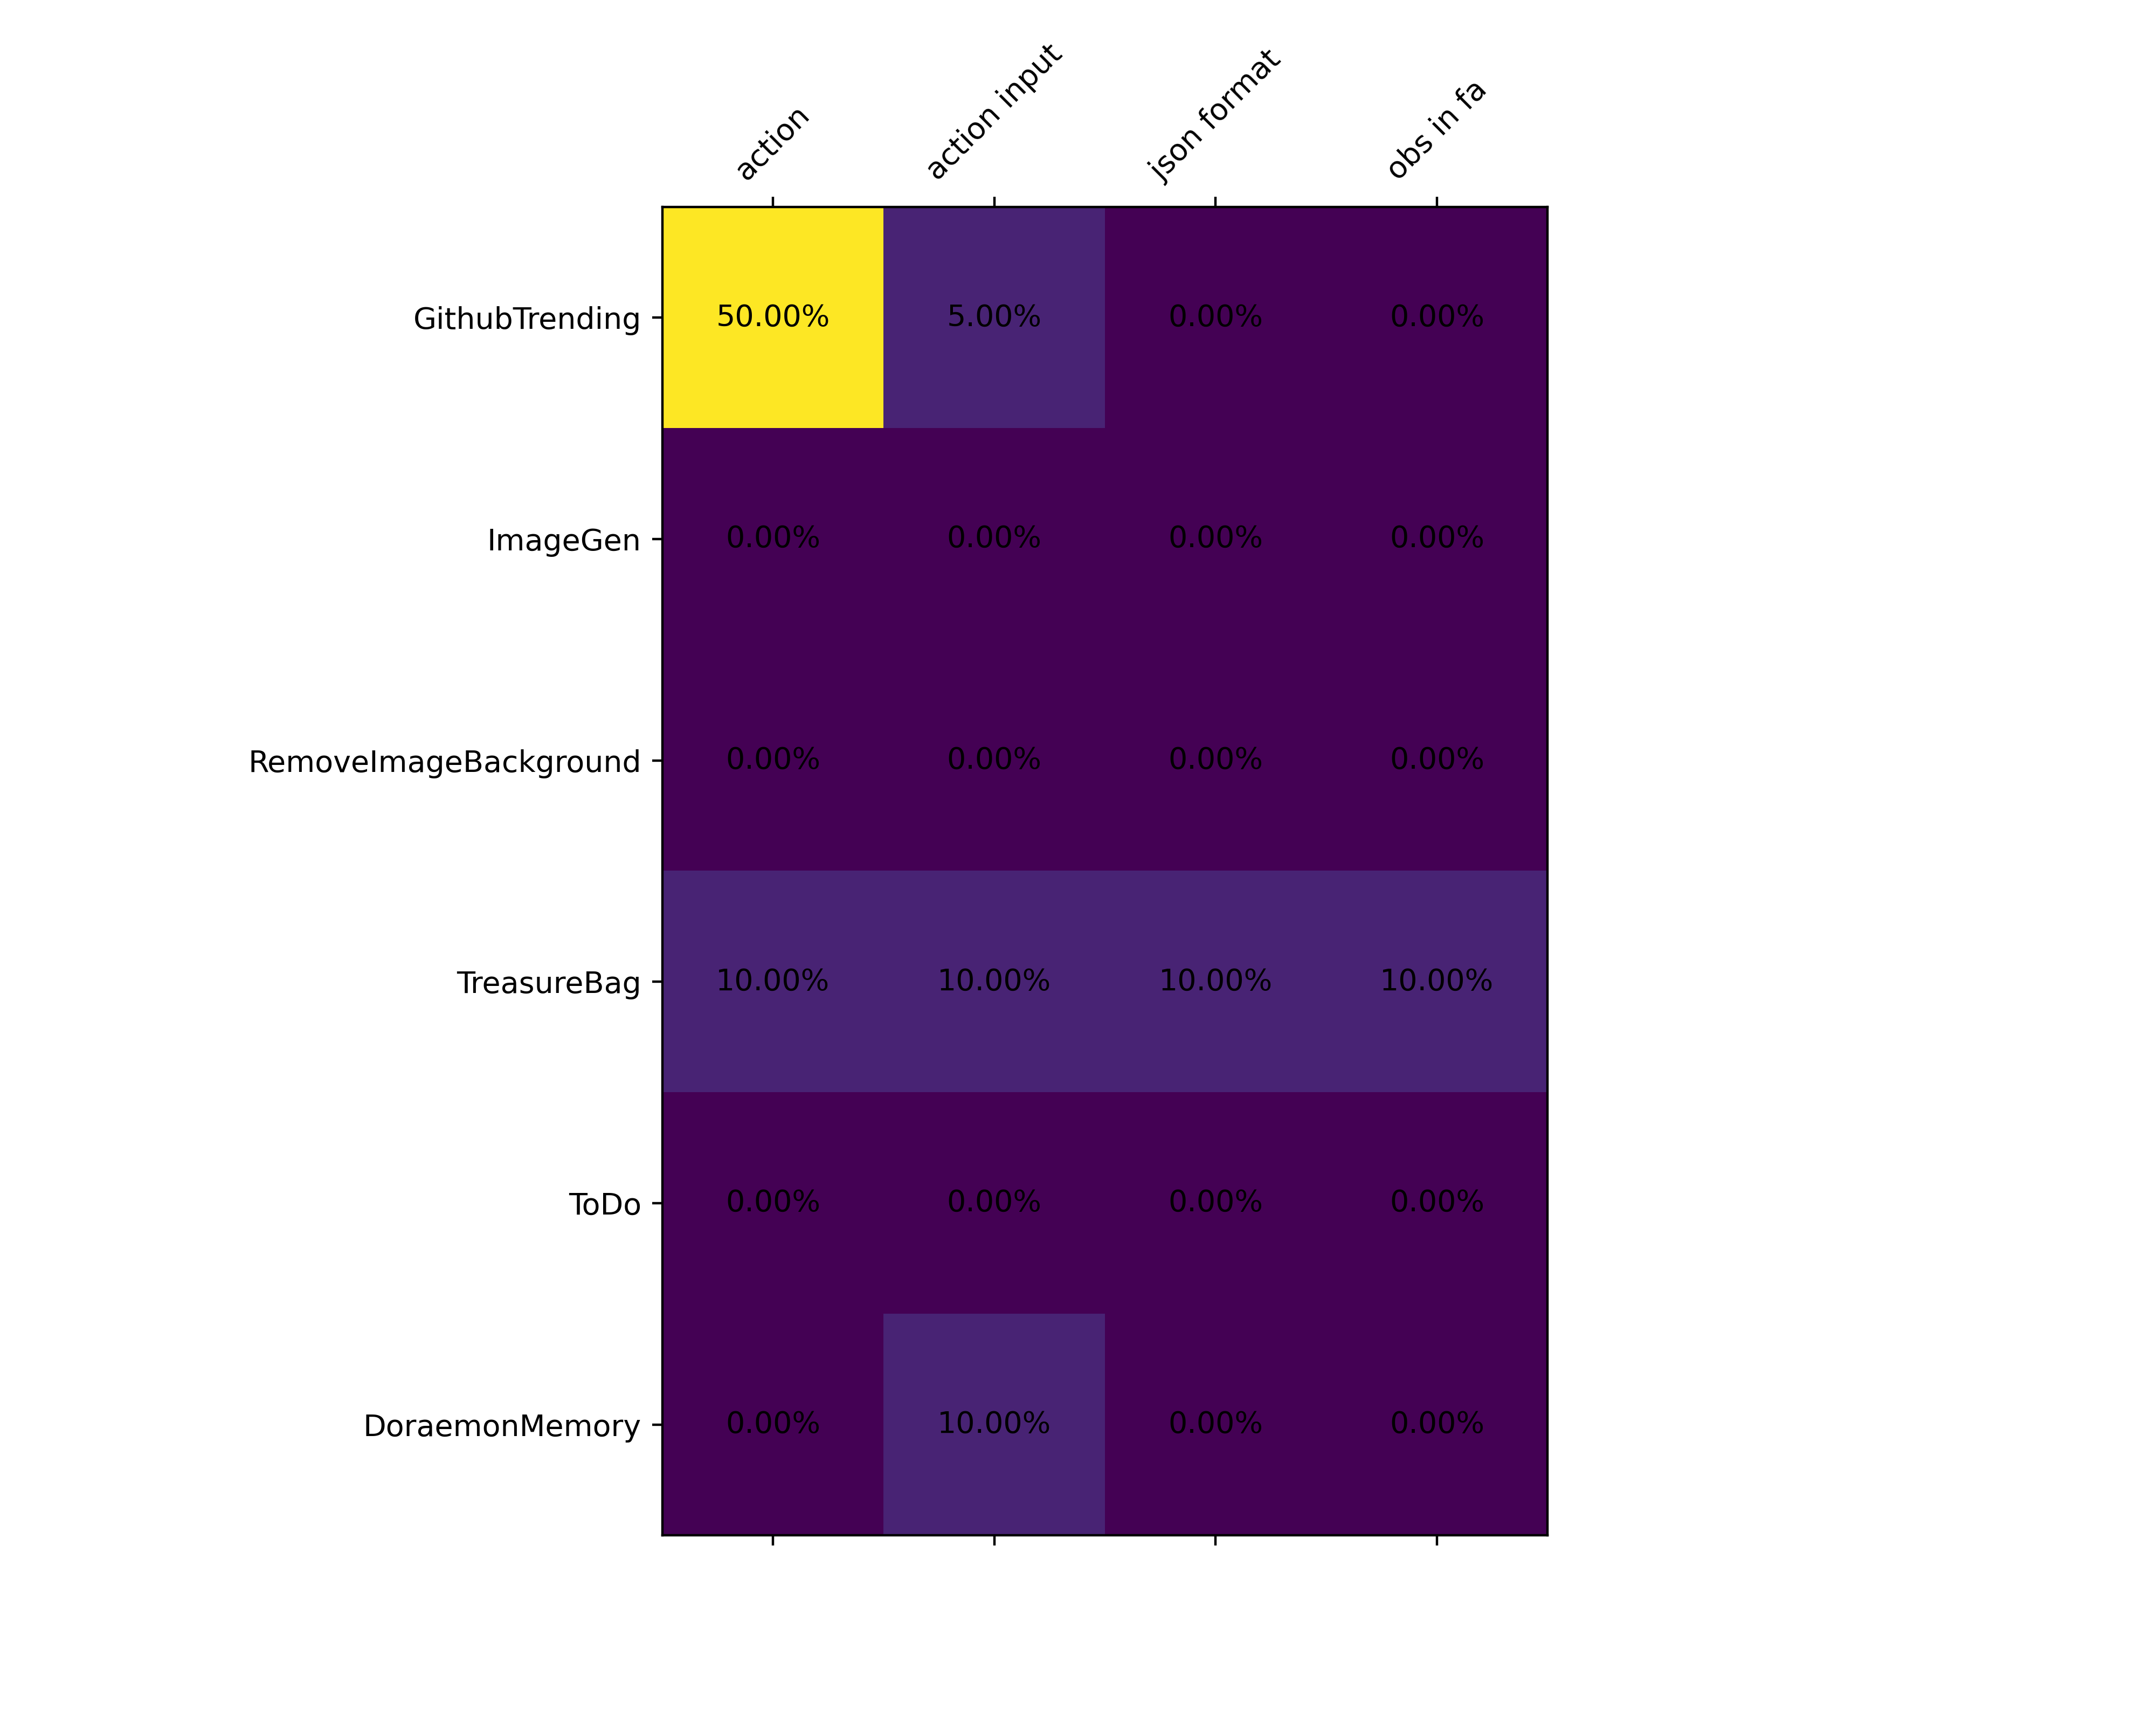 action action input json format obs in fa
GithubTrending 50.00% 5.00% 0.00% 0.00%
ImageGen 0.00% 0.00% 0.00% 0.00%
RemoveImageBackground 0.00% 0.00% 0.00% 0.00%
TreasureBag 10.00% 10.00% 10.00% 10.00%
ToDo 0.00% 0.00% 0.00% 0.00%
DoraemonMemory 0.00% 10.00% 0.00% 0.00%